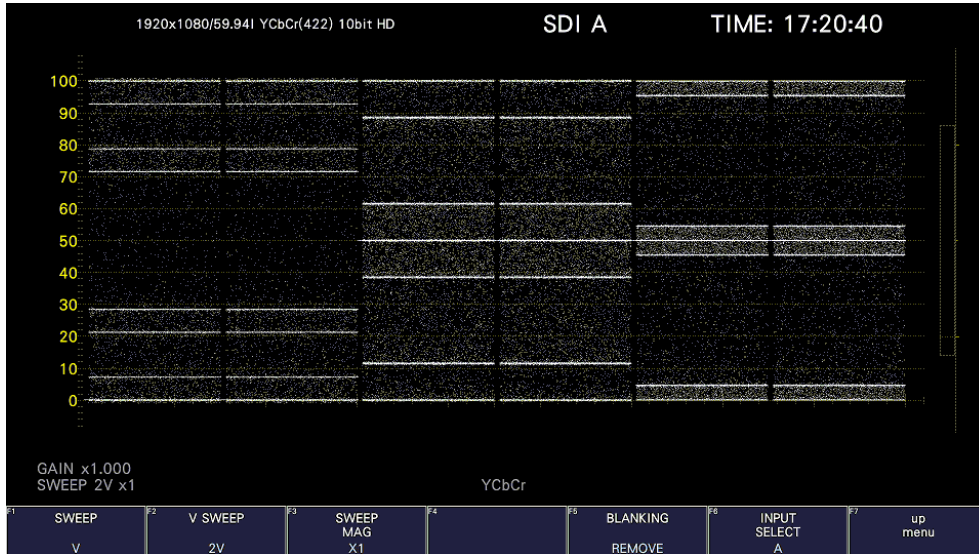 1920x1080/59.94I YCbCr(422) 10bit HD SDI A TIME: 17:20:40
100
90
80
70
60
50
40
30
20
10
0
GAIN x1.000
SWEEP 2V x1 YCbCr
F1 SWEEP F2 V SWEEP F3 SWEEP F4 F5 BLANKING F6 INPUT F7 up
MAG SELECT menu
V 2V X1 REMOVE A